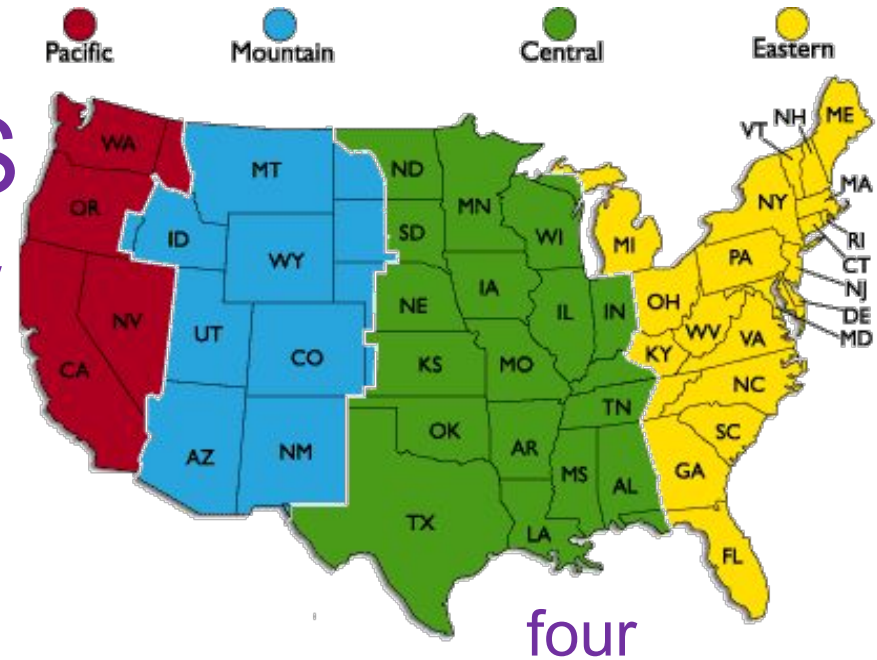 Pacific Mountain Central Eastern
WA MT ND MN ME
VT NH
OR ID WY SD WI MI NY MA
RI
CT
NJ
DE
MD
PA
NV UT CO NE IA IL IN OH
WV VA
KY
CA KS MO
NC
TN
AZ NM OK AR SC
MS AL GA
TX LA FL
four